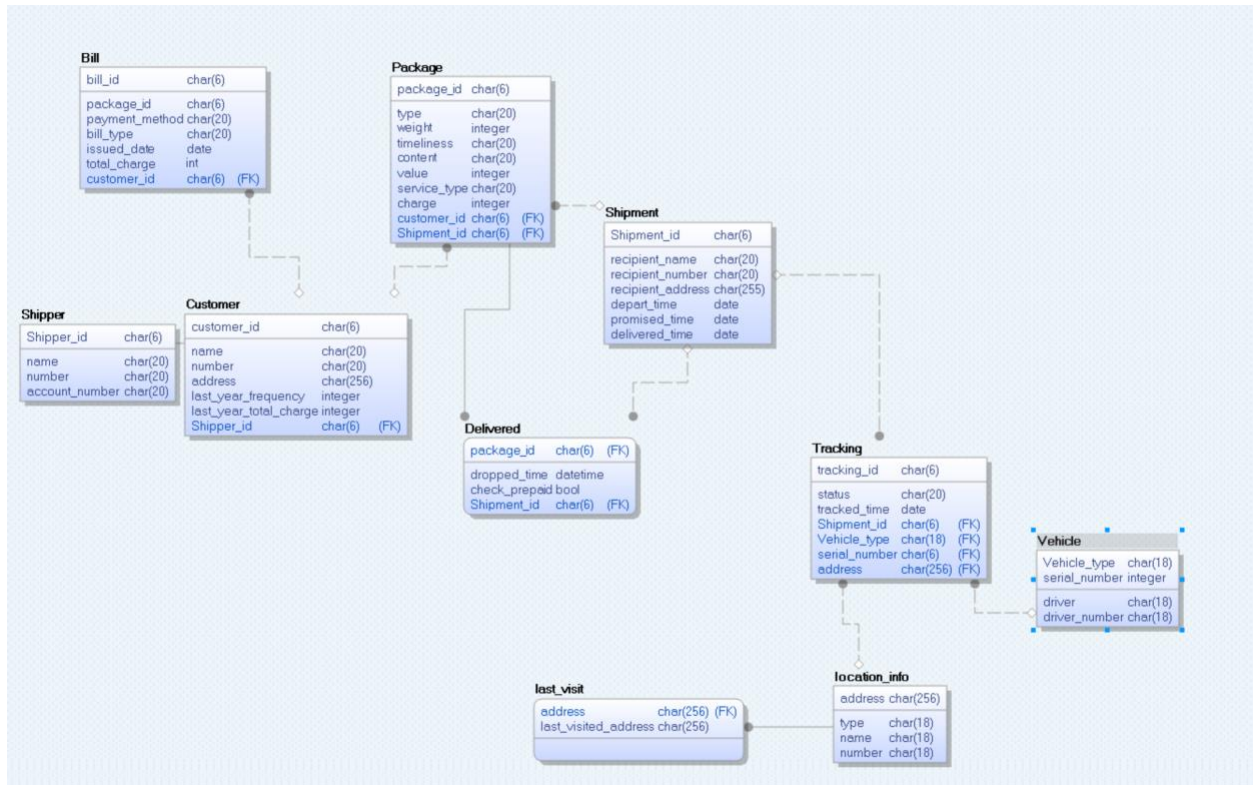 Bill
bill_id char(6)
package_id char(6)
payment_method char(20)
bill_type char(20)
issued_date date
total_charge int
customer_id char(6) (FK)
Package
package_id char(6)
type char(20)
weight integer
timeliness char(20)
content char(20)
value integer
service_type char(20)
charge integer
customer_id char(6) (FK)
Shipment_id char(6) (FK)
Shipment
Shipment_id char(6)
recipient_name char(20)
recipient_number char(20)
recipient_address char(255)
depart_time date
promised_time date
delivered_time date
Shipper
Shipper_id char(6)
name char(20)
number char(20)
account_number char(20)
Customer
customer_id char(6)
name char(20)
number char(20)
address char(256)
last_year_frequency integer
last_year_total_charge integer
Shipper_id char(6) (FK)
Delivered
package_id char(6) (FK)
dropped_time datetime
check_prepaid bool
Shipment_id char(6) (FK)
Tracking
tracking_id char(6)
status char(20)
tracked_time date
Shipment_id char(6) (FK)
Vehicle_type char(18) (FK)
serial_number char(6) (FK)
address char(256) (FK)
Vehicle
Vehicle_type char(18)
serial_number integer
driver char(18)
driver_number char(18)
last_visit
address char(256) (FK)
last_visited_address char(256)
location_info
address char(256)
type char(18)
name char(18)
number char(18)